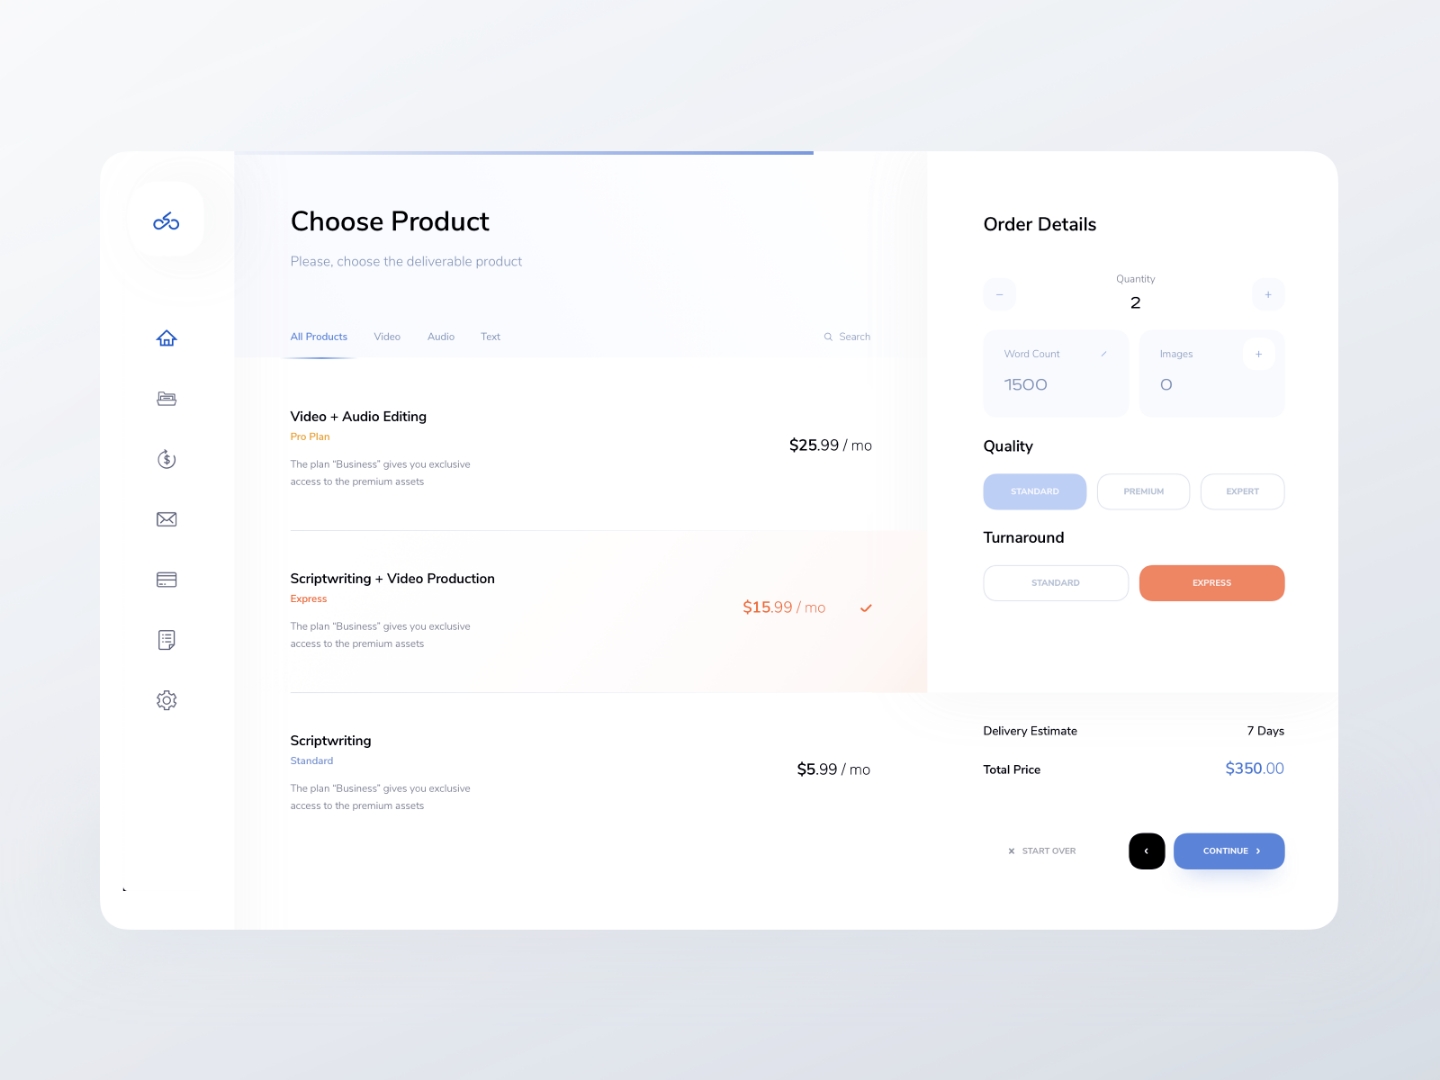 Choose Product
Please, choose the deliverable product
All Products
Video
Audio
Text
Search
Video + Audio Editing
Pro Plan
The plan “Business” gives you exclusive
access to the premium assets
$25.99 / mo
Scriptwriting + Video Production
Express
The plan “Business” gives you exclusive
access to the premium assets
$15.99 / mo
Scriptwriting
Standard
The plan “Business” gives you exclusive
access to the premium assets
$5.99 / mo
Order Details
Quantity
− 2 +
Word Count
1500
Images +
0
Quality
STANDARD
PREMIUM
EXPERT
Turnaround
STANDARD
EXPRESS
Delivery Estimate 7 Days
Total Price $350.00
START OVER
CONTINUE